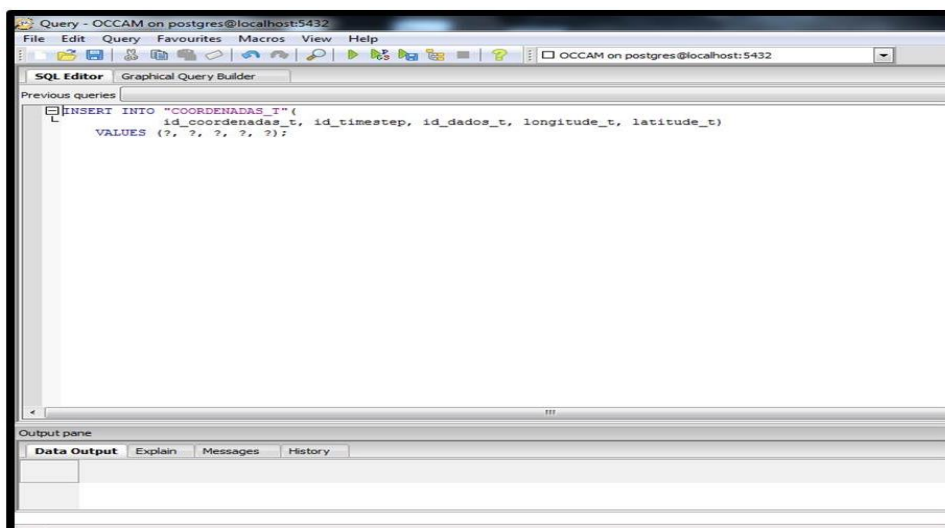 Query - OCCAM on postgres@localhost:5432
File Edit Query Favourites Macros View Help
OCCAM on postgres@localhost:5432
SQL Editor Graphical Query Builder
Previous queries
INSERT INTO "COORDENADAS_T"(
id_coordenadas_t, id_timestep, id_dados_t, longitude_t, latitude_t)
VALUES (?, ?, ?, ?, ?);
Output pane
Data Output Explain Messages History